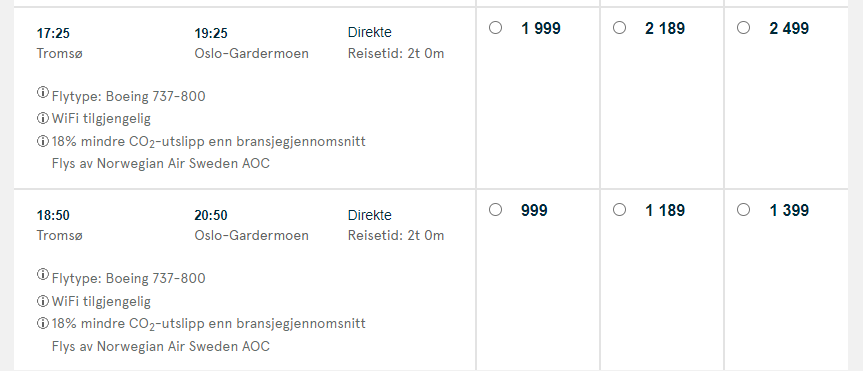 17:25 19:25 Direkte 1 999 2 189 2 499
Tromsø Oslo-Gardermoen Reisetid: 2t 0m
Flytype: Boeing 737-800
WiFi tilgjengelig
18% mindre CO2-utslipp enn bransjegjennomsnitt
Flys av Norwegian Air Sweden AOC
18:50 20:50 Direkte 999 1 189 1 399
Tromsø Oslo-Gardermoen Reisetid: 2t 0m
Flytype: Boeing 737-800
WiFi tilgjengelig
18% mindre CO2-utslipp enn bransjegjennomsnitt
Flys av Norwegian Air Sweden AOC